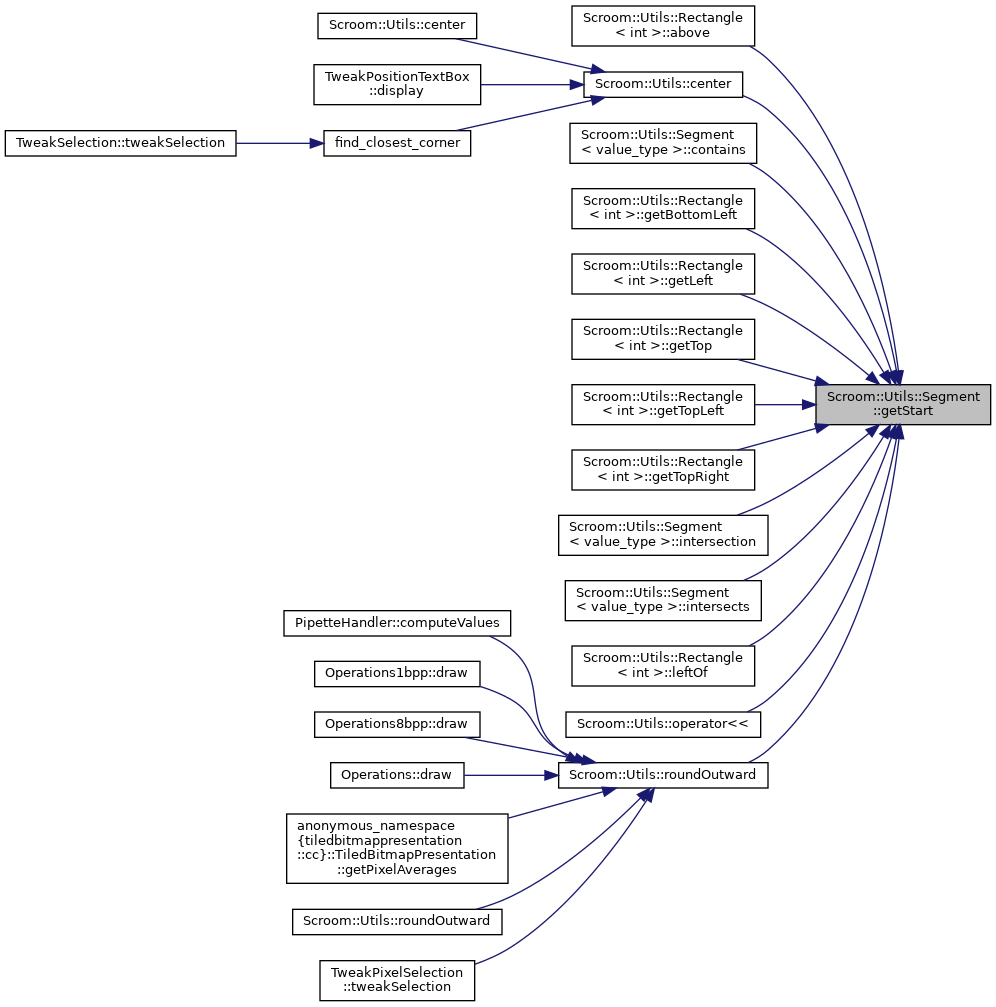 Scroom::Utils::Rectangle
< int >::above
Scroom::Utils::center
Scroom::Utils::center
TweakPositionTextBox
::display
find_closest_corner
TweakSelection::tweakSelection
Scroom::Utils::Segment
< value_type >::contains
Scroom::Utils::Rectangle
< int >::getBottomLeft
Scroom::Utils::Rectangle
< int >::getLeft
Scroom::Utils::Rectangle
< int >::getTop
Scroom::Utils::Rectangle
< int >::getTopLeft
Scroom::Utils::Segment
::getStart
Scroom::Utils::Rectangle
< int >::getTopRight
Scroom::Utils::Segment
< value_type >::intersection
Scroom::Utils::Segment
< value_type >::intersects
Scroom::Utils::Rectangle
< int >::leftOf
Scroom::Utils::operator<<
Scroom::Utils::roundOutward
PipetteHandler::computeValues
Operations1bpp::draw
Operations8bpp::draw
Operations::draw
anonymous_namespace
{tiledbitmappresentation
::cc}::TiledBitmapPresentation
::getPixelAverages
Scroom::Utils::roundOutward
TweakPixelSelection
::tweakSelection